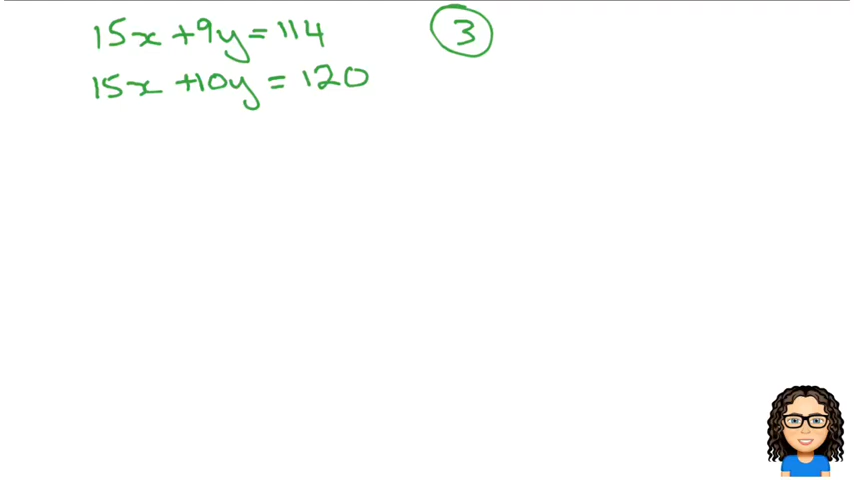 15x + 9y = 114 3
15x + 10y = 120